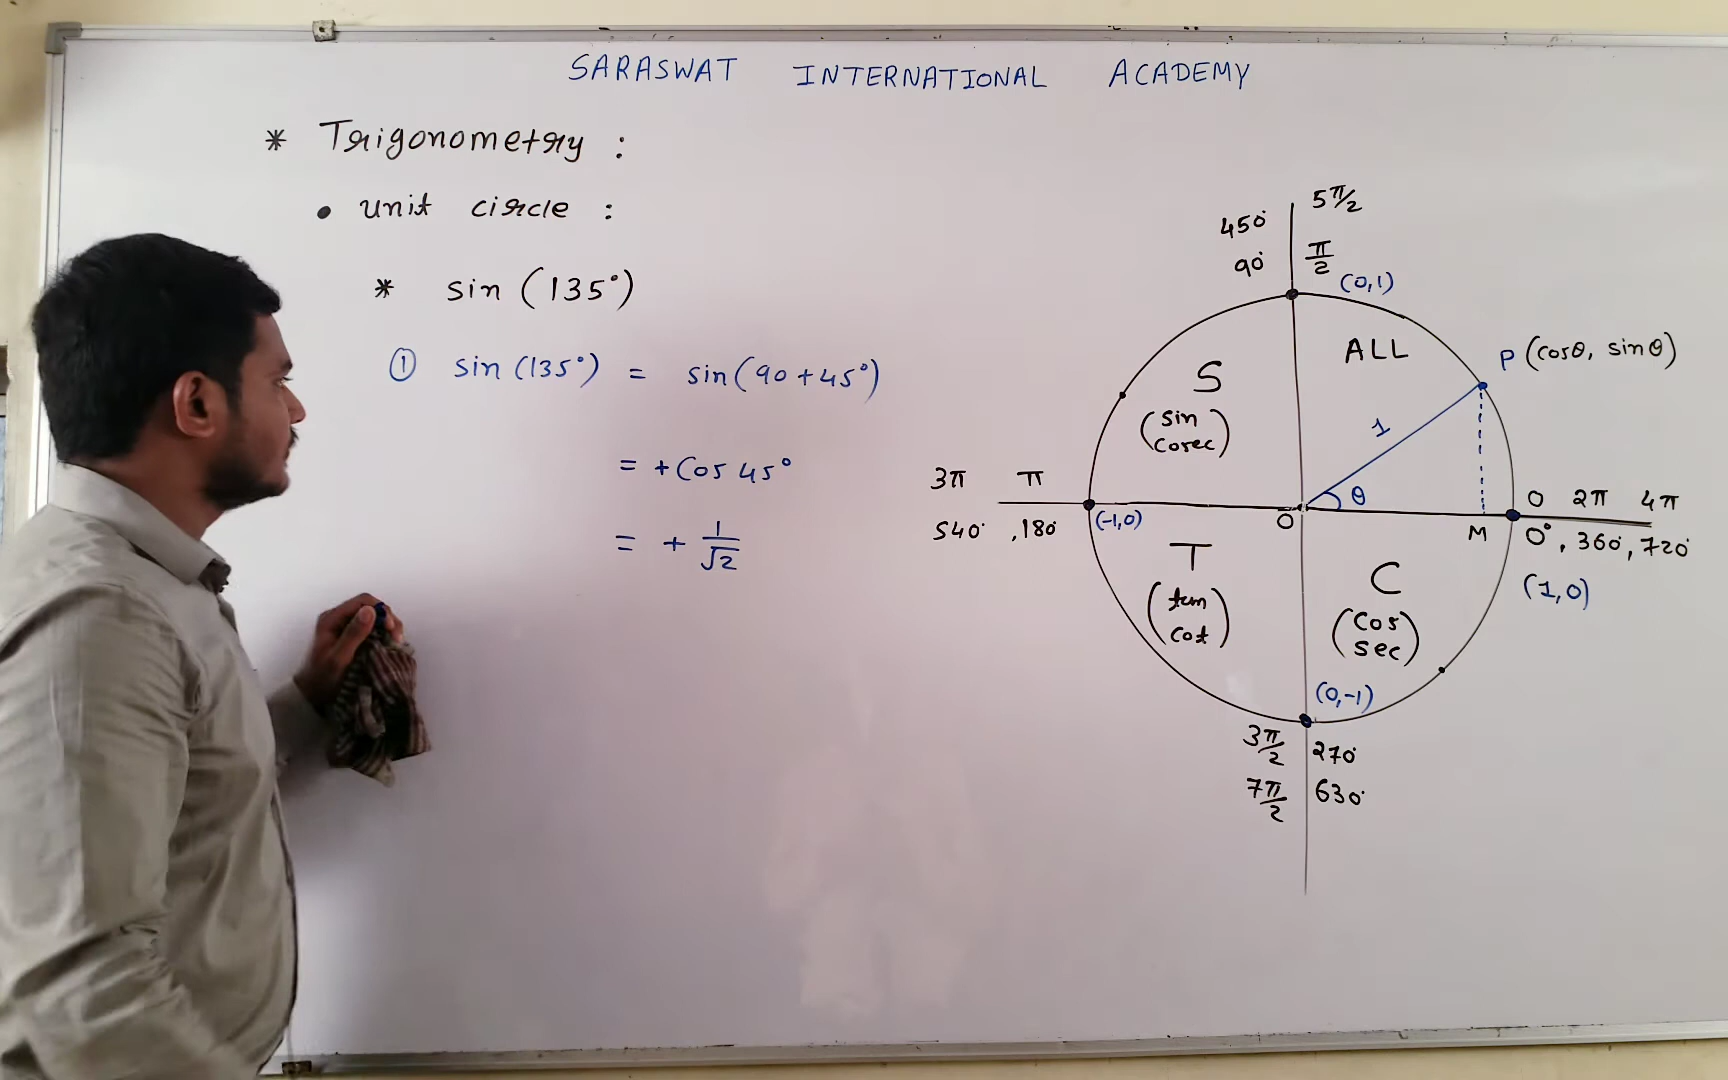 SARASWAT INTERNATIONAL ACADEMY
* Trigonometry :
• unit circle :
* sin (135°)
① sin (135°) = sin(90+45°)
= +Cos 45°
= + 1/√2
450° 5π/2
90° π/2
(0,1)
ALL
P (cosθ, sinθ)
S
(sin
cosec)
1
θ
3π π
540°, 180°
(-1,0)
O
M
0 2π 4π
0°, 360°, 720°
(1,0)
T
(tan
cot)
C
(cos
sec)
(0,-1)
3π/2 270°
7π/2 630°